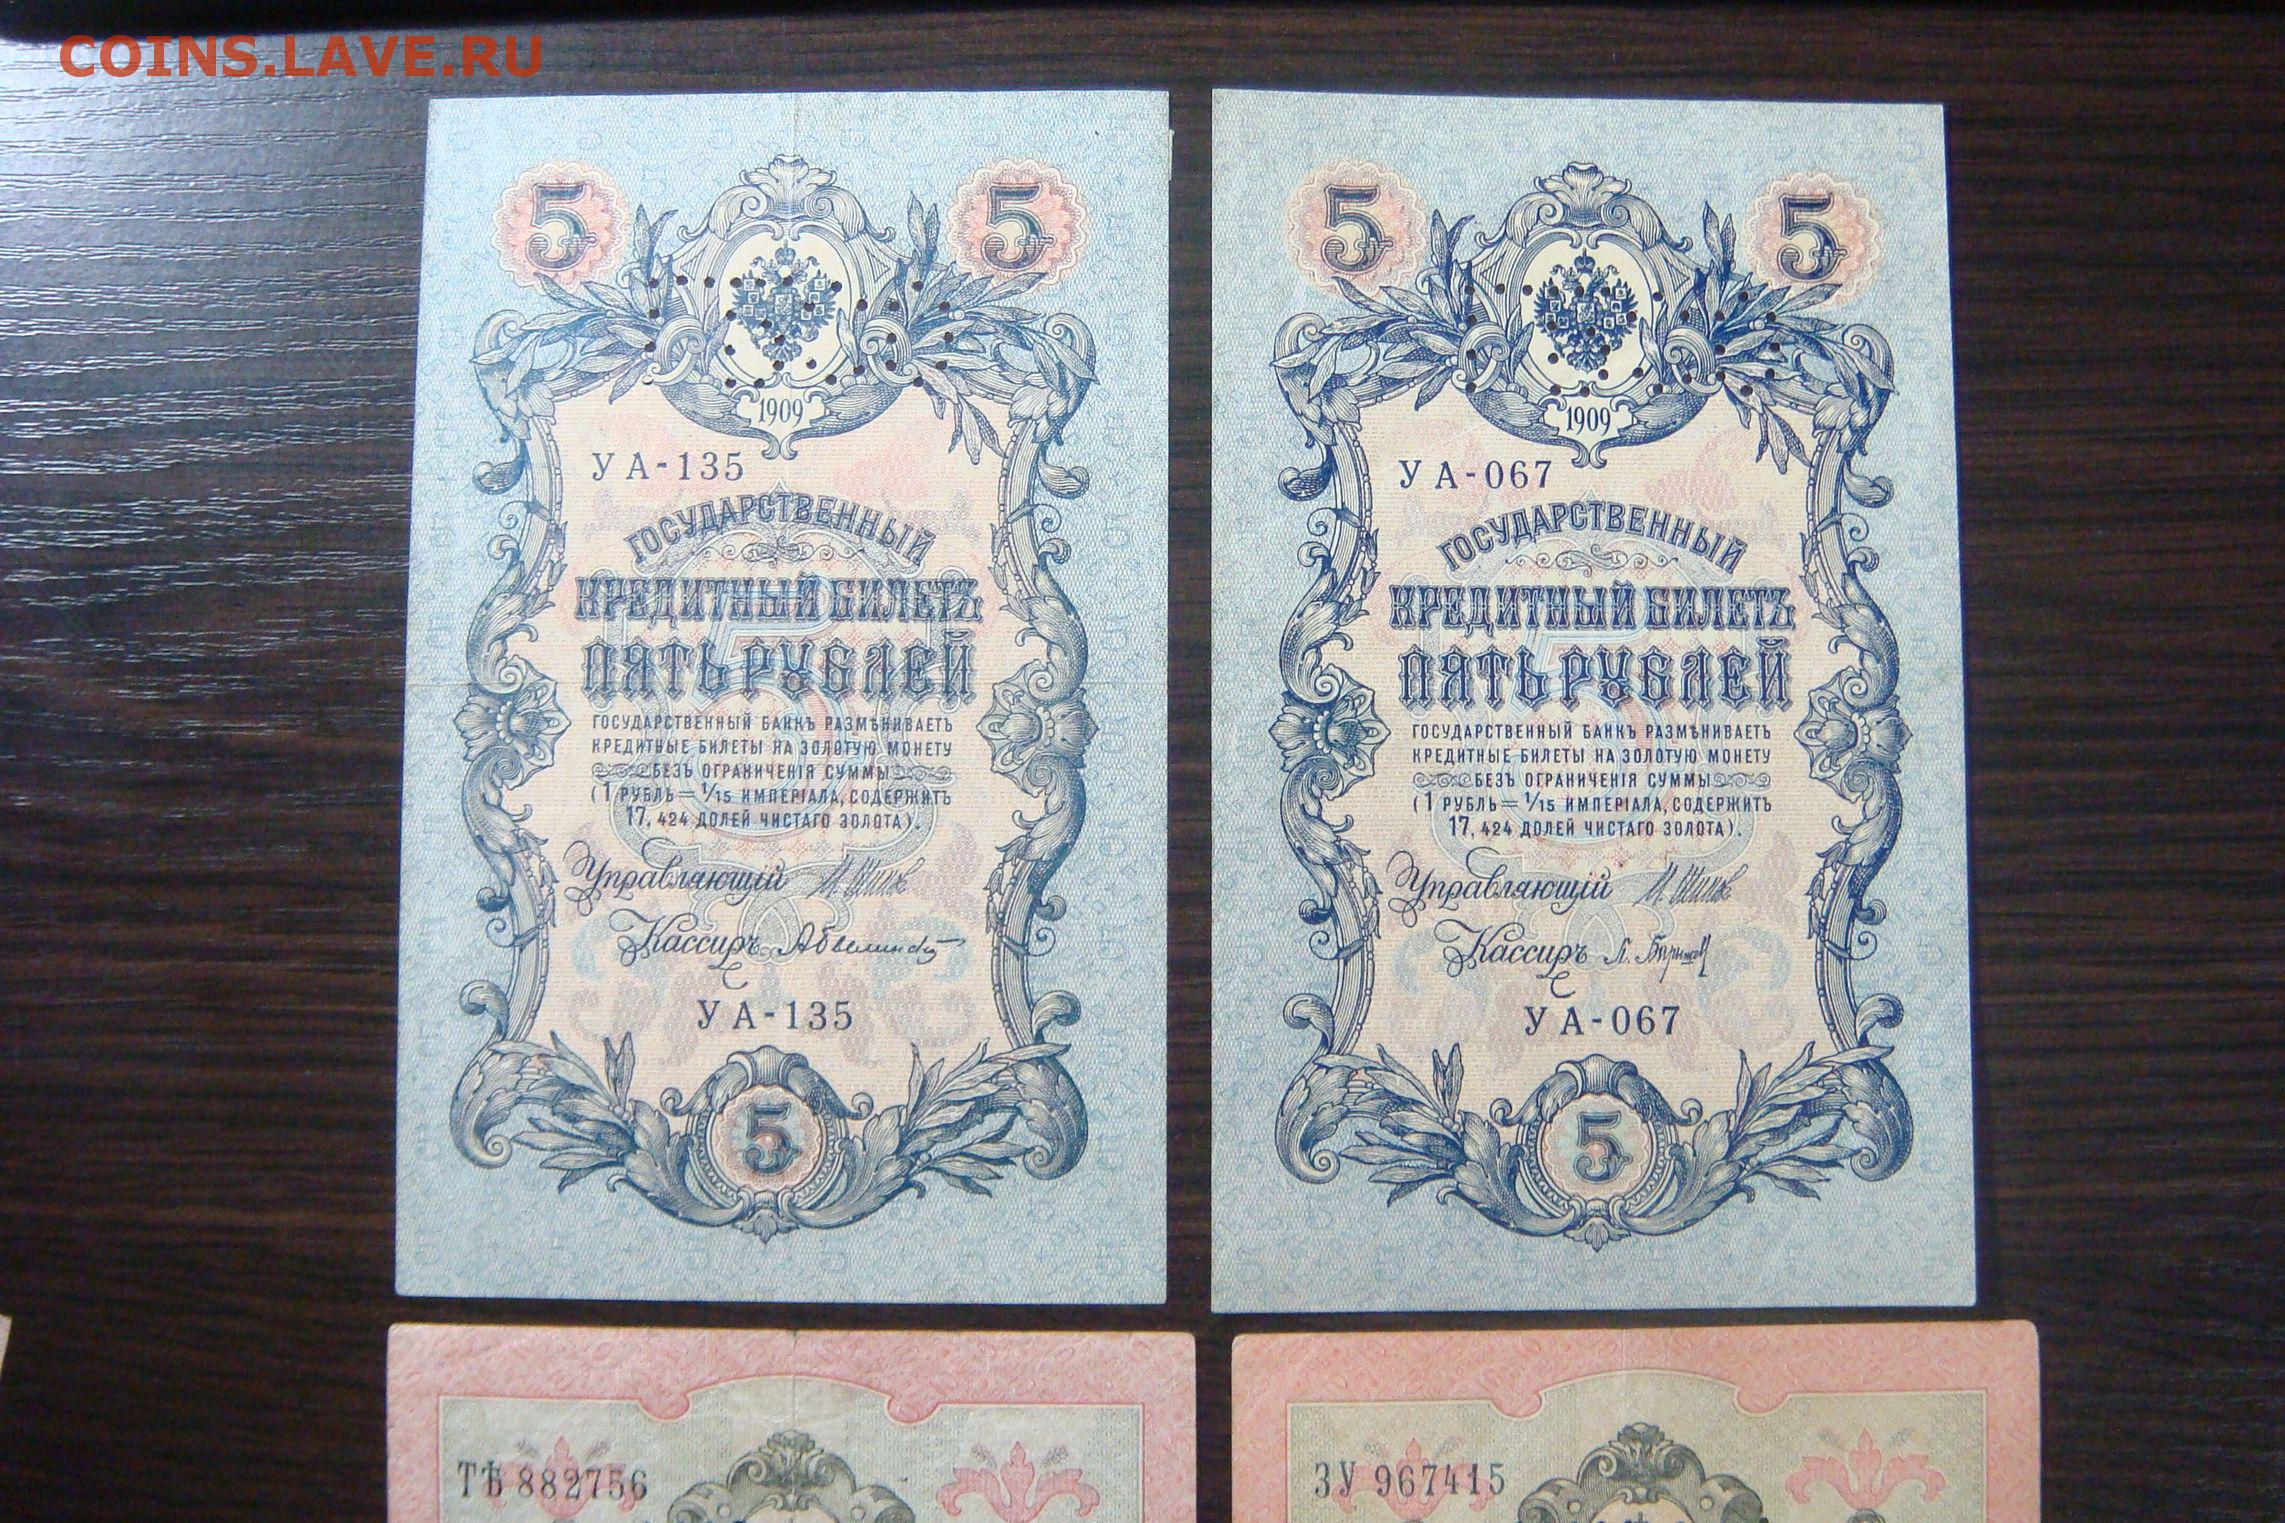 COINS.LAVE.RU
5 5
1909
УА-135
ГОСУДАРСТВЕННЫЙ
КРЕДИТНЫЙ БИЛЕТЪ
ПЯТЬ РУБЛЕЙ
ГОСУДАРСТВЕННЫЙ БАНКЪ РАЗМѢНИВАЕТЪ
КРЕДИТНЫЕ БИЛЕТЫ НА ЗОЛОТУЮ МОНЕТУ
БЕЗЪ ОГРАНИЧЕНІЯ СУММЫ
(1 РУБЛЬ = 1/15 ИМПЕРІАЛА, СОДЕРЖИТЪ
17,424 ДОЛЕЙ ЧИСТАГО ЗОЛОТА).
Управляющій
Кассиръ
УА-135
5
5 5
1909
УА-067
ГОСУДАРСТВЕННЫЙ
КРЕДИТНЫЙ БИЛЕТЪ
ПЯТЬ РУБЛЕЙ
ГОСУДАРСТВЕННЫЙ БАНКЪ РАЗМѢНИВАЕТЪ
КРЕДИТНЫЕ БИЛЕТЫ НА ЗОЛОТУЮ МОНЕТУ
БЕЗЪ ОГРАНИЧЕНІЯ СУММЫ
(1 РУБЛЬ = 1/15 ИМПЕРІАЛА, СОДЕРЖИТЪ
17,424 ДОЛЕЙ ЧИСТАГО ЗОЛОТА).
Управляющій
Кассиръ
УА-067
5
ТѢ 882756
ЗУ 967415